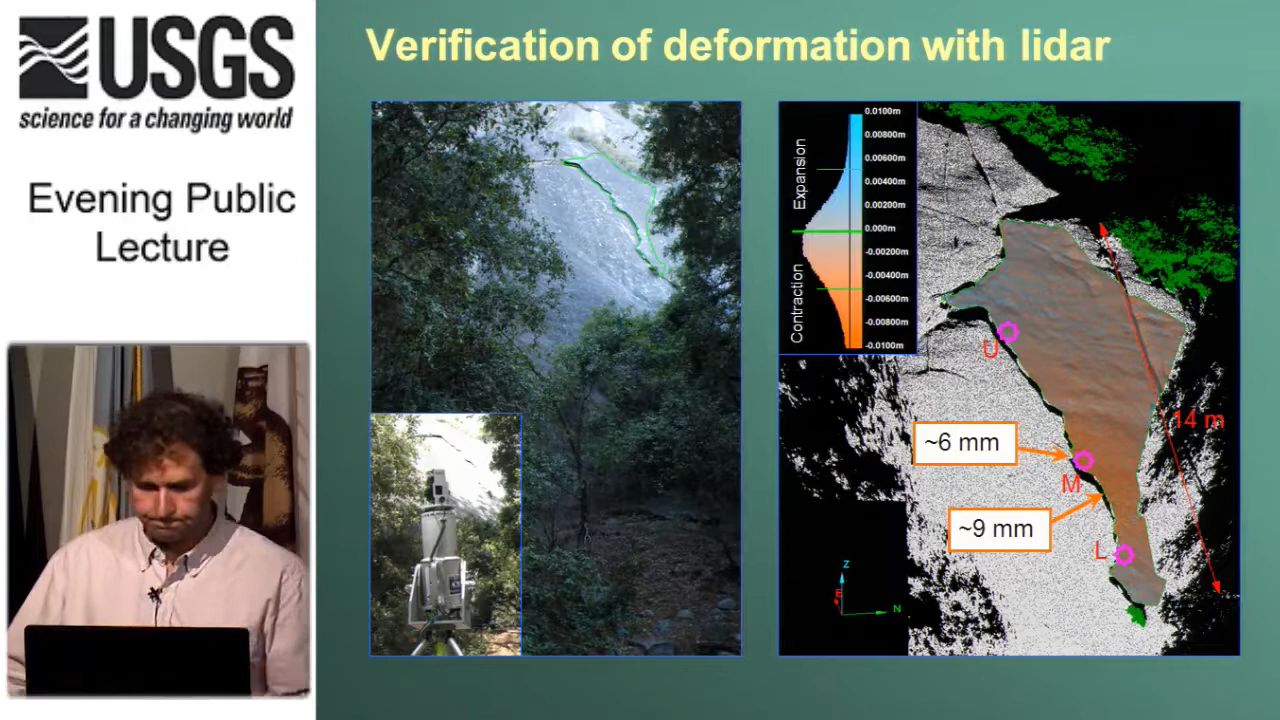 USGS
science for a changing world
Evening Public
Lecture
Verification of deformation with lidar
Expansion
Contraction
0.0100m
0.00800m
0.00600m
0.00400m
0.00200m
0.000m
-0.00200m
-0.00400m
-0.00600m
-0.00800m
-0.0100m
U
14 m
~6 mm
M
~9 mm
L
Z
E
N